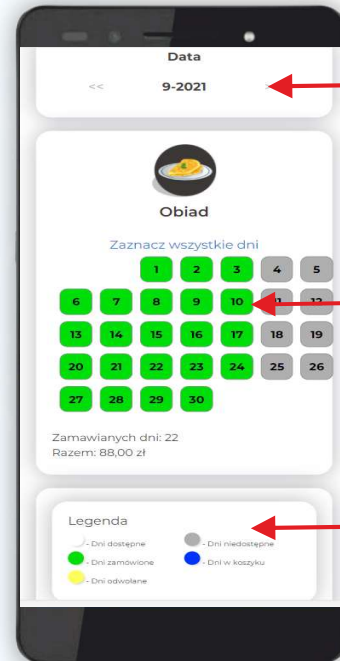 Data
<< 9-2021
Obiad
Zaznacz wszystkie dni
1 2 3 4 5
6 7 8 9 10 11 12
13 14 15 16 17 18 19
20 21 22 23 24 25 26
27 28 29 30
Zamawianych dni: 22
Razem: 88,00 zł
Legenda
- Dni dostępne - Dni niedostępne
- Dni zamówione - Dni w koszyku
- Dni odwołane